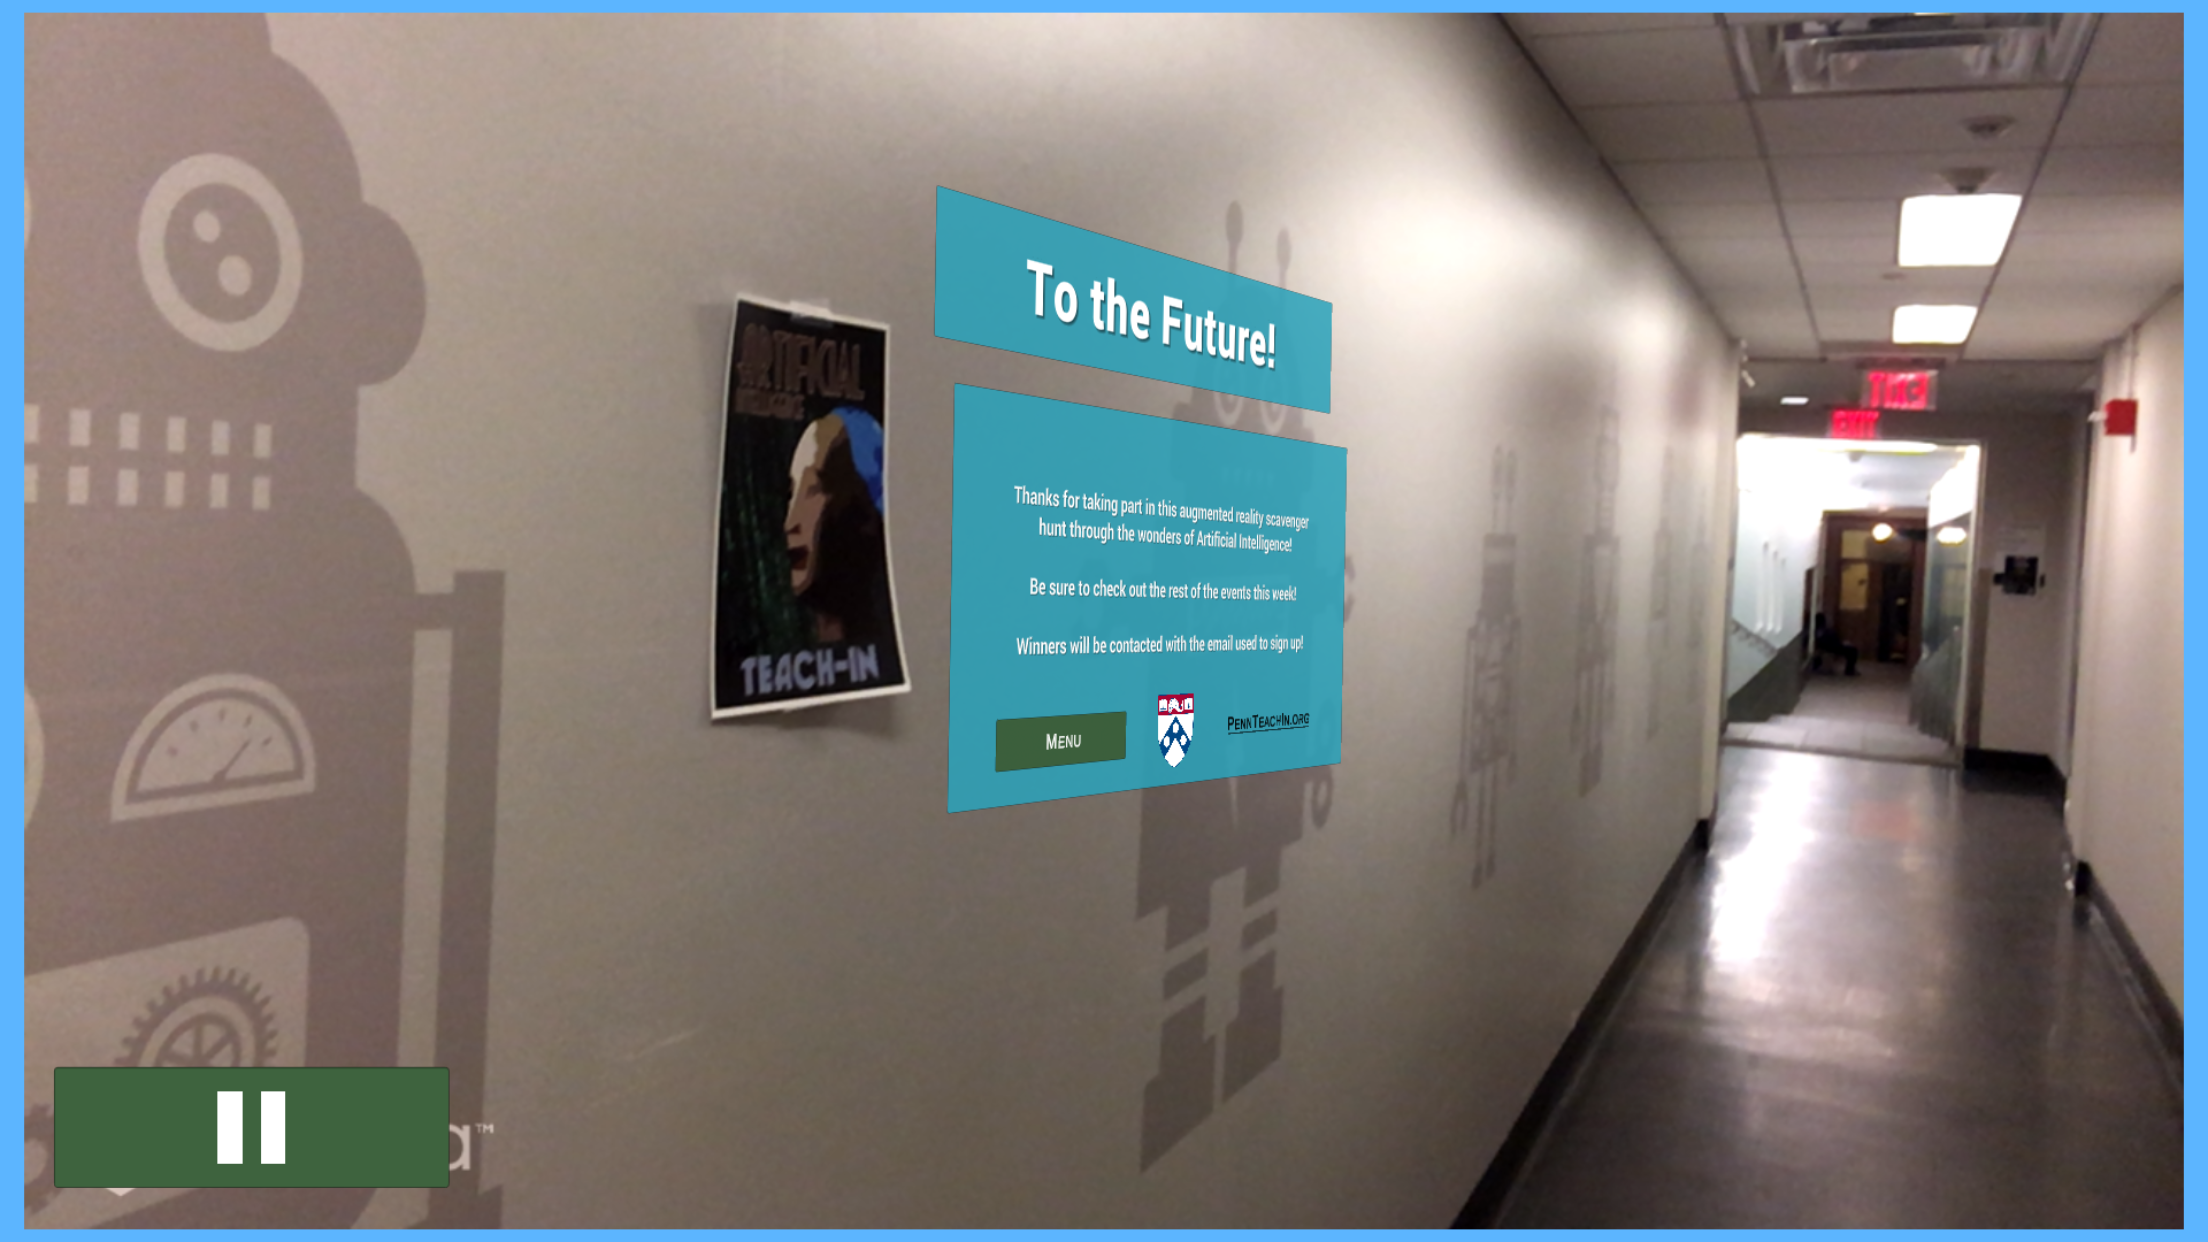 To the Future!
ARTIFICIAL
INTELLIGENCE
TEACH-IN
Thanks for taking part in this augmented reality scavenger
hunt through the wonders of Artificial Intelligence!
Be sure to check out the rest of the events this week!
Winners will be contacted with the email used to sign up!
MENU
PENNTEACHIN.ORG
EXIT
EXIT
a™